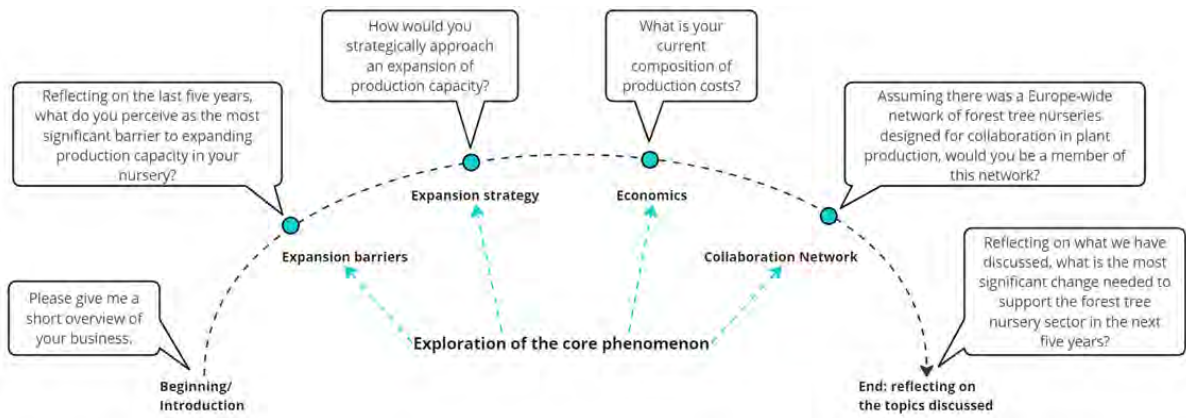 Please give me a
short overview of
your business.
Beginning/
Introduction
Reflecting on the last five years,
what do you perceive as the most
significant barrier to expanding
production capacity in your
nursery?
Expansion barriers
How would you
strategically approach
an expansion of
production capacity?
Expansion strategy
What is your
current
composition of
production costs?
Economics
Assuming there was a Europe-wide
network of forest tree nurseries
designed for collaboration in plant
production, would you be a member of
this network?
Collaboration Network
Reflecting on what we have
discussed, what is the most
significant change needed to
support the forest tree
nursery sector in the next
five years?
End: reflecting on
the topics discussed
Exploration of the core phenomenon